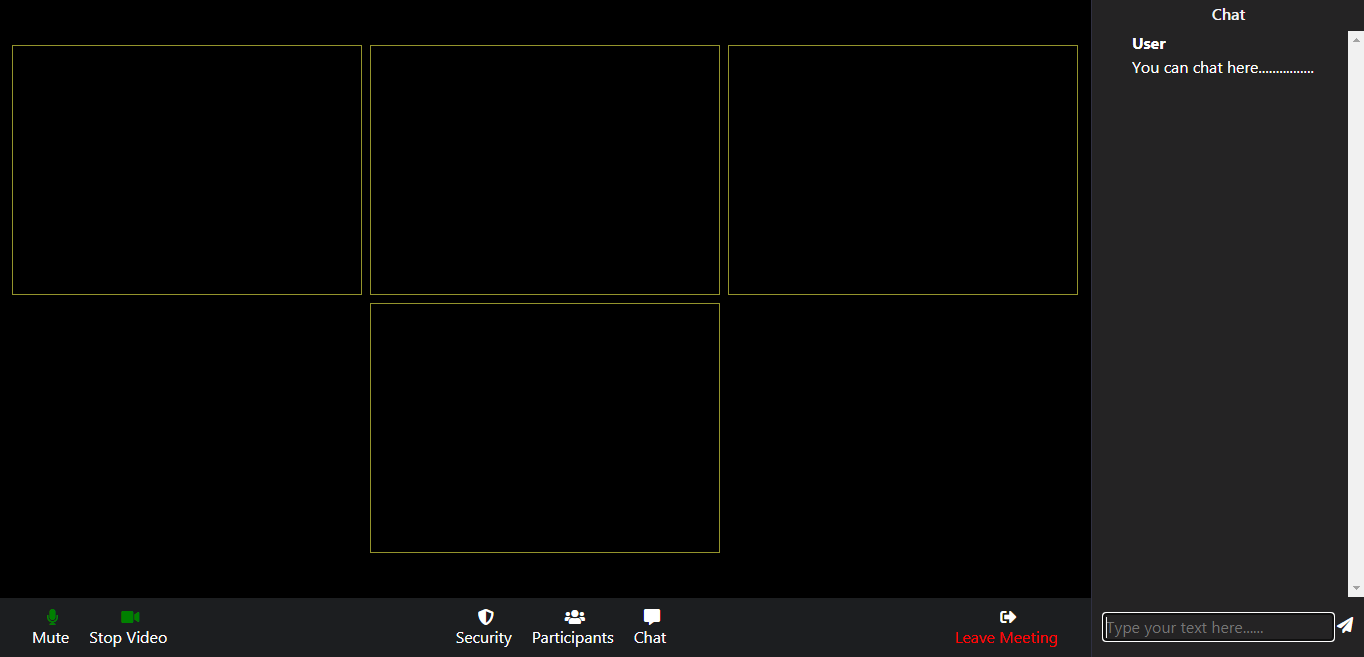 Chat
User
You can chat here................
Mute
Stop Video
Security
Participants
Chat
Leave Meeting
Type your text here......